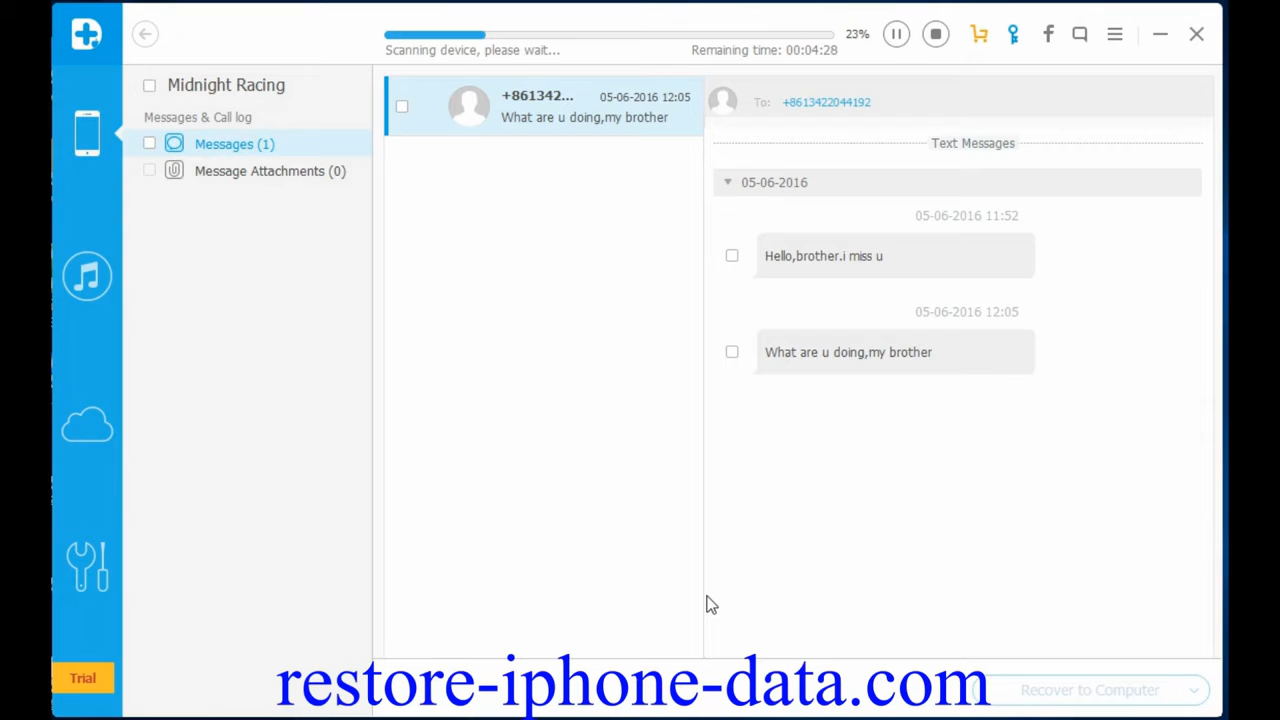 23%
Scanning device, please wait...
Remaining time: 00:04:28
Midnight Racing
Messages & Call log
Messages (1)
Message Attachments (0)
+861342...
05-06-2016 12:05
What are u doing,my brother
To: +8613422044192
Text Messages
05-06-2016
05-06-2016 11:52
Hello,brother.i miss u
05-06-2016 12:05
What are u doing,my brother
Trial
restore-iphone-data.com
Recover to Computer